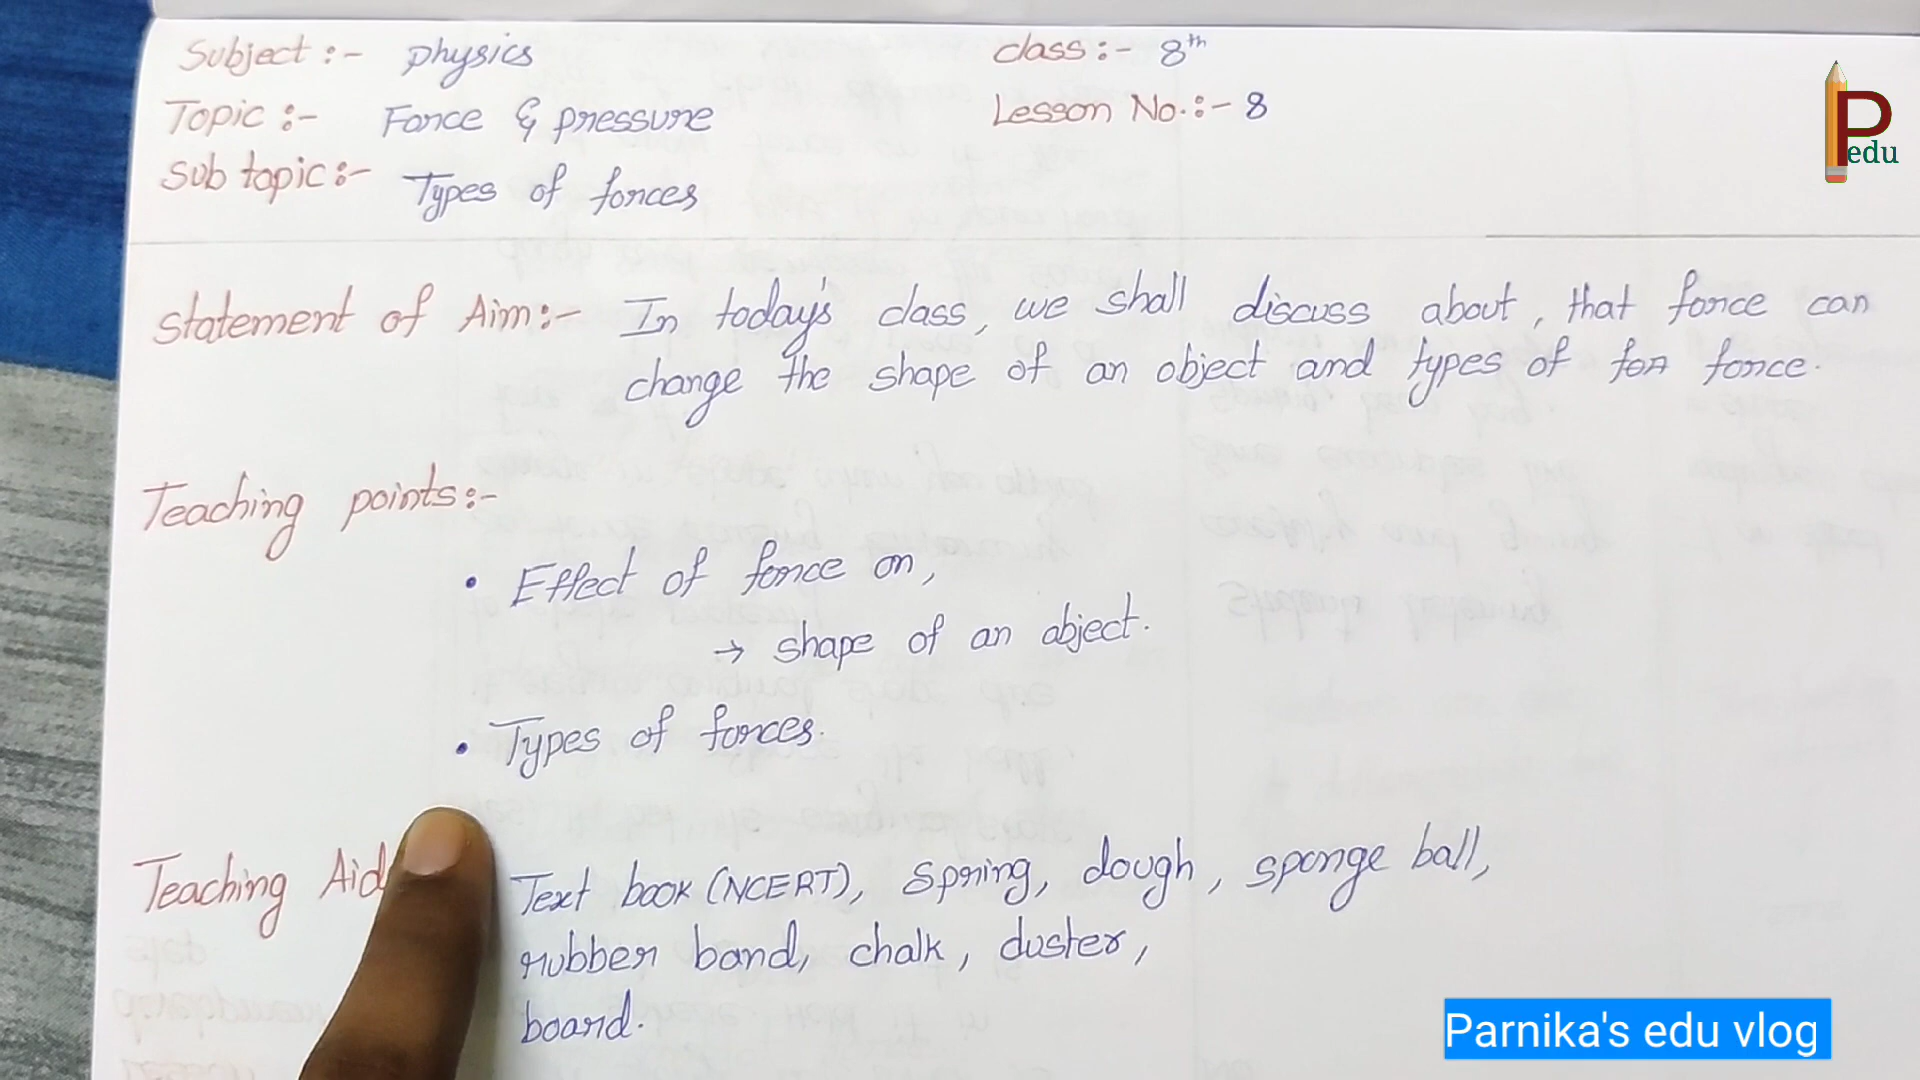 Subject :- physics
class :- 8th
Topic :- Force & pressure
Lesson No. :- 8
Sub topic :- Types of forces
Statement of Aim :- In today's class, we shall discuss about, that force can
change the shape of an object and types of force.
Teaching points :-
• Effect of force on,
→ shape of an object.
• Types of forces.
Teaching Aid
Text book (NCERT), Spring, dough, sponge ball,
rubber band, chalk, duster,
board.
P
edu
Parnika's edu vlog